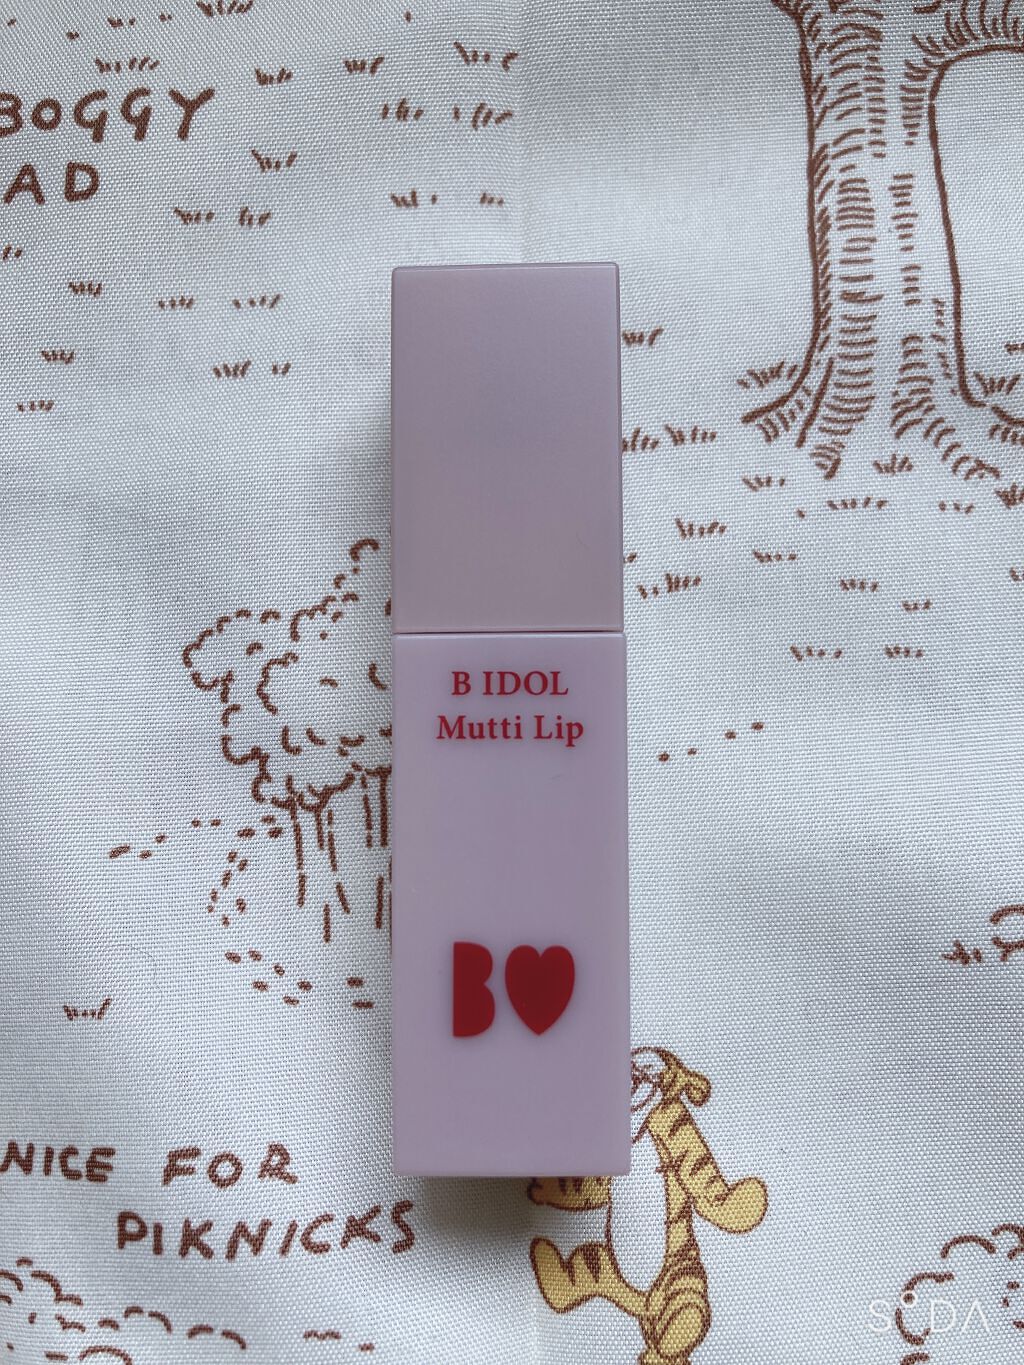 BOGGY
AD
B IDOL
Mutti Lip
B
NICE FOR
PIKNICKS
SODA